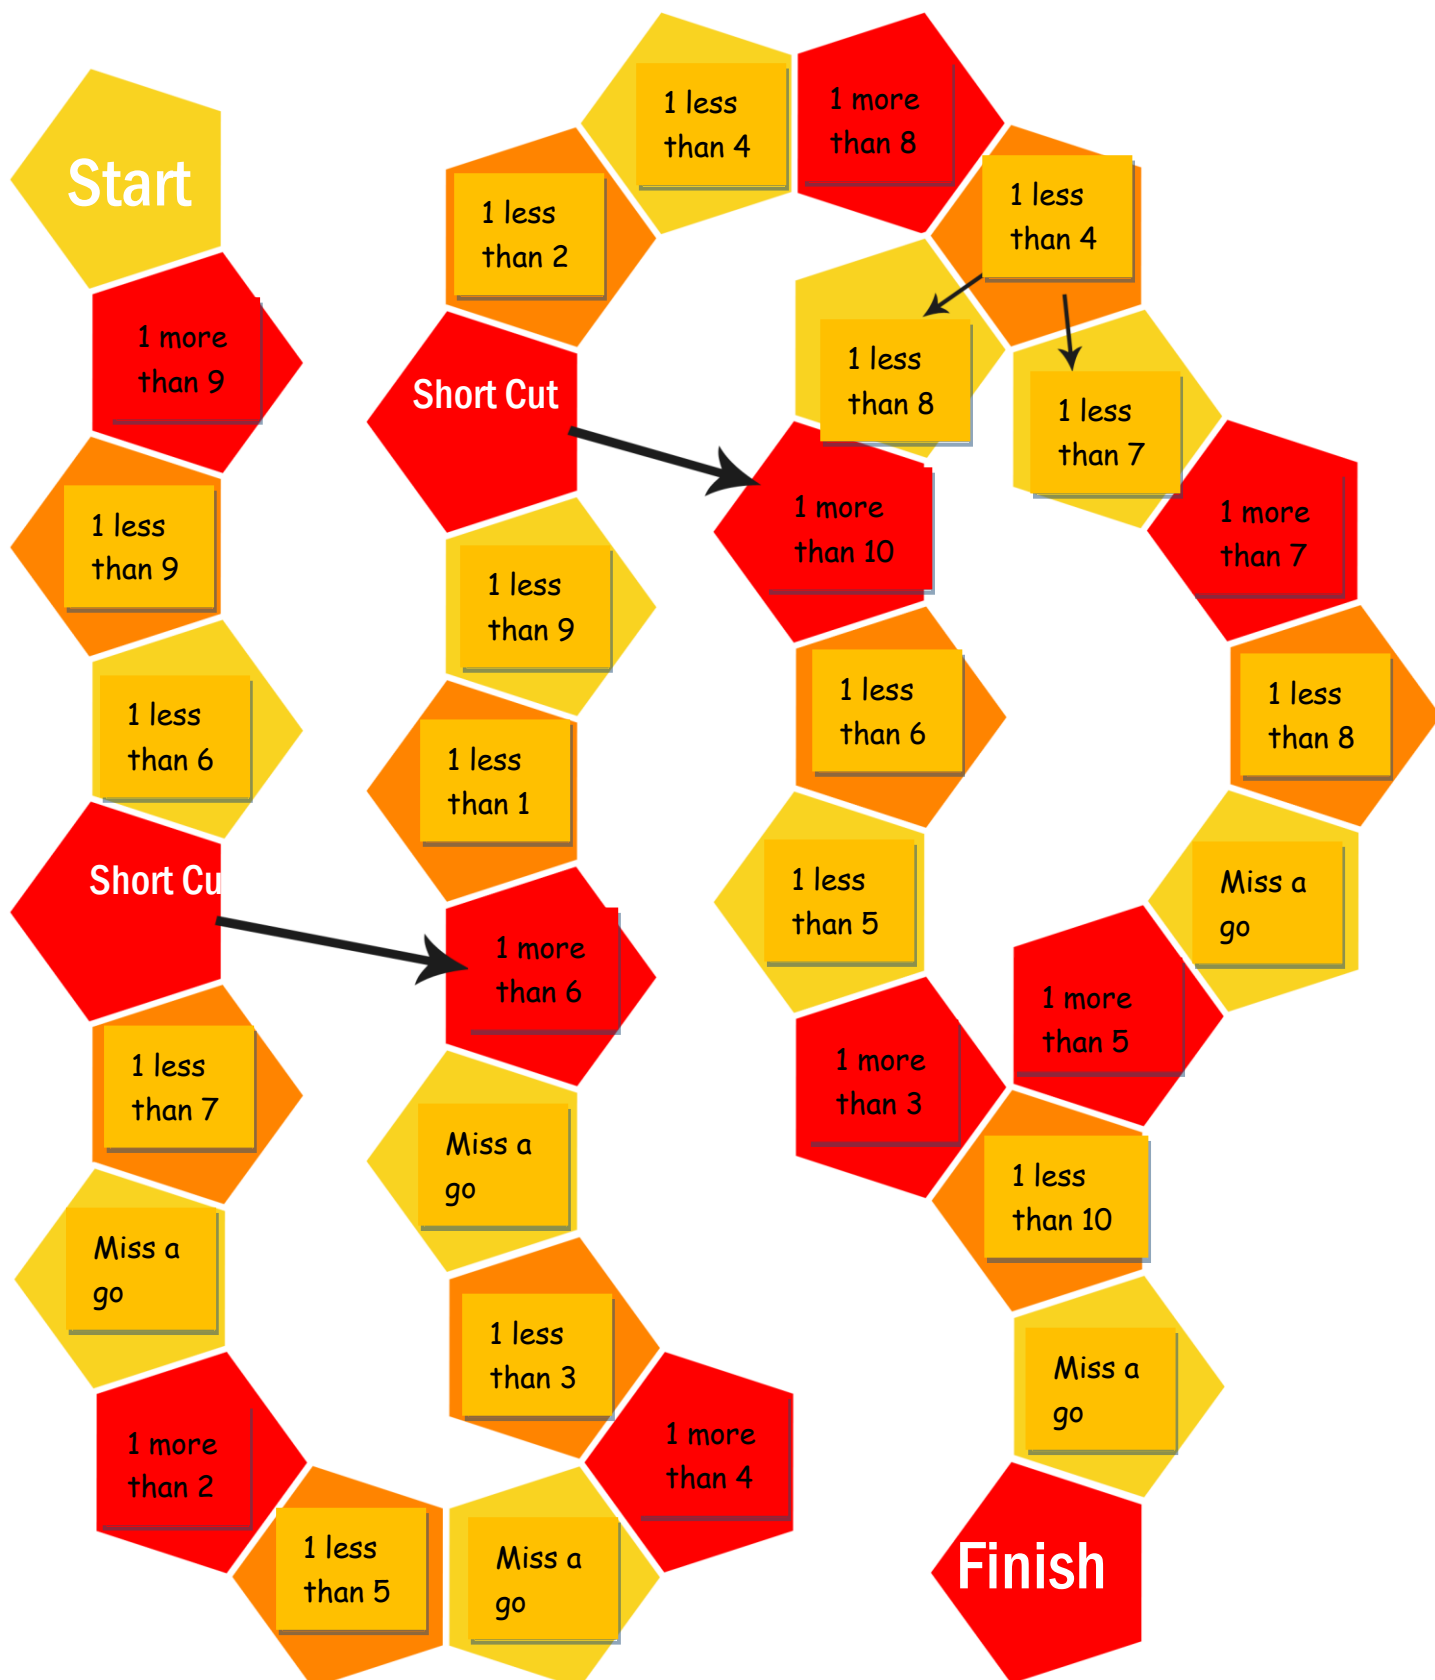 Start
1 more
than 9
1 less
than 9
1 less
than 6
Short Cu
1 less
than 7
Miss a
go
1 more
than 2
1 less
than 5
Miss a
go
1 more
than 4
1 less
than 3
Miss a
go
1 more
than 6
1 less
than 1
1 less
than 9
Short Cut
1 less
than 2
1 less
than 4
1 more
than 8
1 less
than 4
1 less
than 8
1 more
than 10
1 less
than 6
1 less
than 5
1 more
than 3
1 less
than 7
1 more
than 7
1 less
than 8
Miss a
go
1 more
than 5
1 less
than 10
Miss a
go
Finish